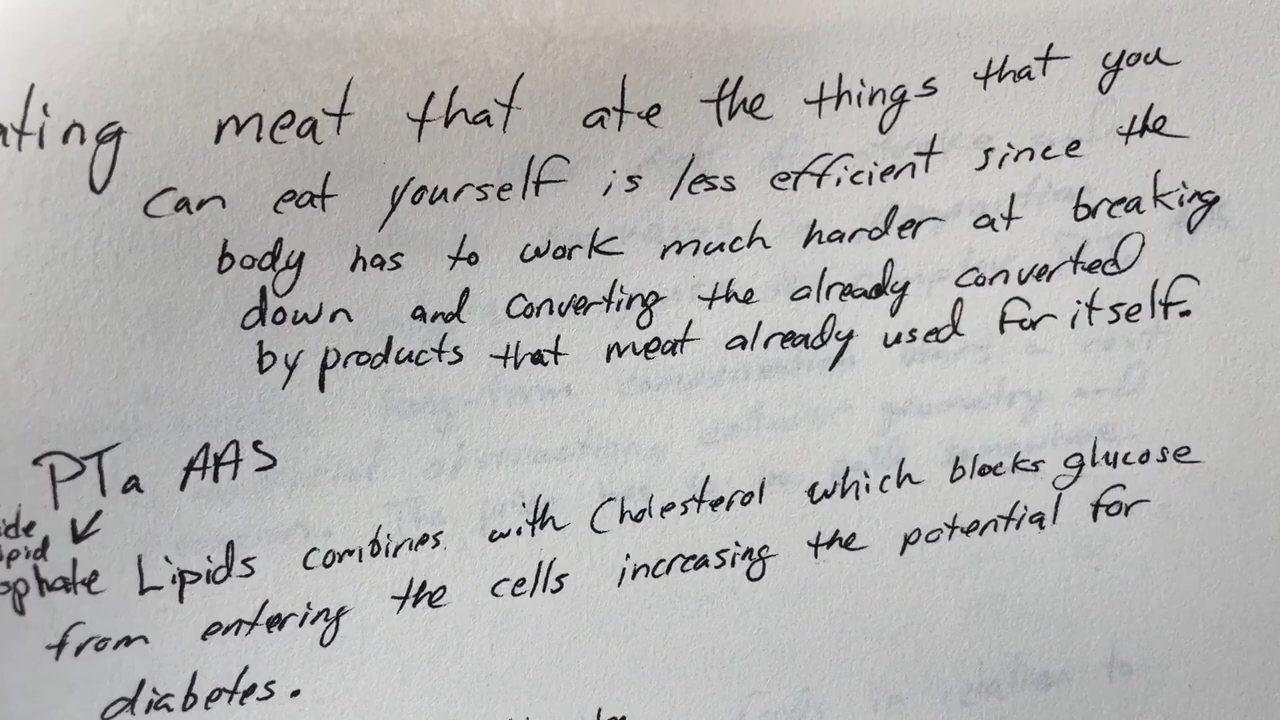 ating meat that ate the things that you
can eat yourself is less efficient since the
body has to work much harder at breaking
down and converting the already converted
by products that meat already used for itself.
PTa AAS
ide
ipid
ophate Lipids combines with Cholesterol which blocks glucose
from entering the cells increasing the potential for
diabetes.